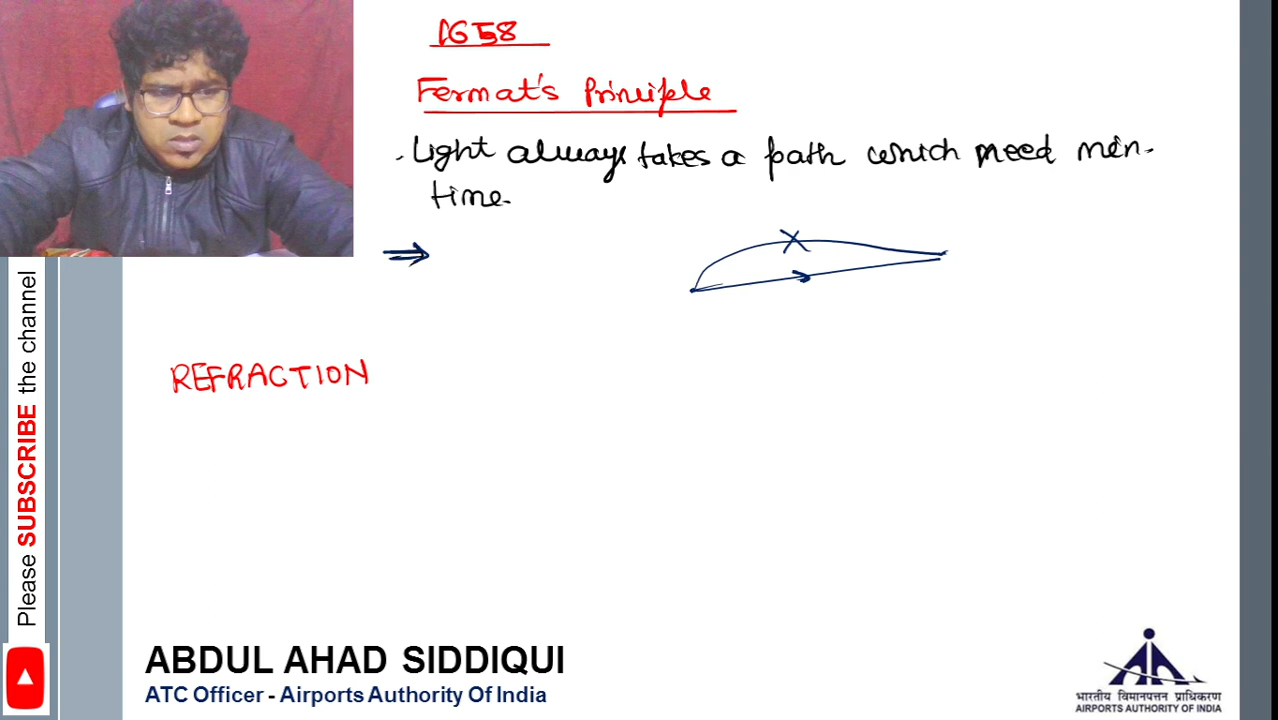 1658
Fermat's Principle
. Light always takes a path which need min.
time.
REFRACTION
Please SUBSCRIBE the channel
ABDUL AHAD SIDDIQUI
ATC Officer - Airports Authority Of India
भारतीय विमानपत्तन प्राधिकरण
AIRPORTS AUTHORITY OF INDIA